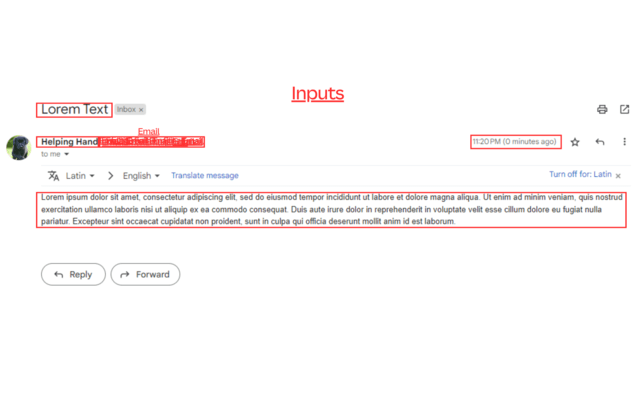 Inputs
Lorem Text
Inbox ×
Email
Helping Hand
11:20 PM (0 minutes ago)
to me
Latin
English
Translate message
Turn off for: Latin ×
Lorem ipsum dolor sit amet, consectetur adipiscing elit, sed do eiusmod tempor incididunt ut labore et dolore magna aliqua. Ut enim ad minim veniam, quis nostrud
exercitation ullamco laboris nisi ut aliquip ex ea commodo consequat. Duis aute irure dolor in reprehenderit in voluptate velit esse cillum dolore eu fugiat nulla
pariatur. Excepteur sint occaecat cupidatat non proident, sunt in culpa qui officia deserunt mollit anim id est laborum.
Reply
Forward